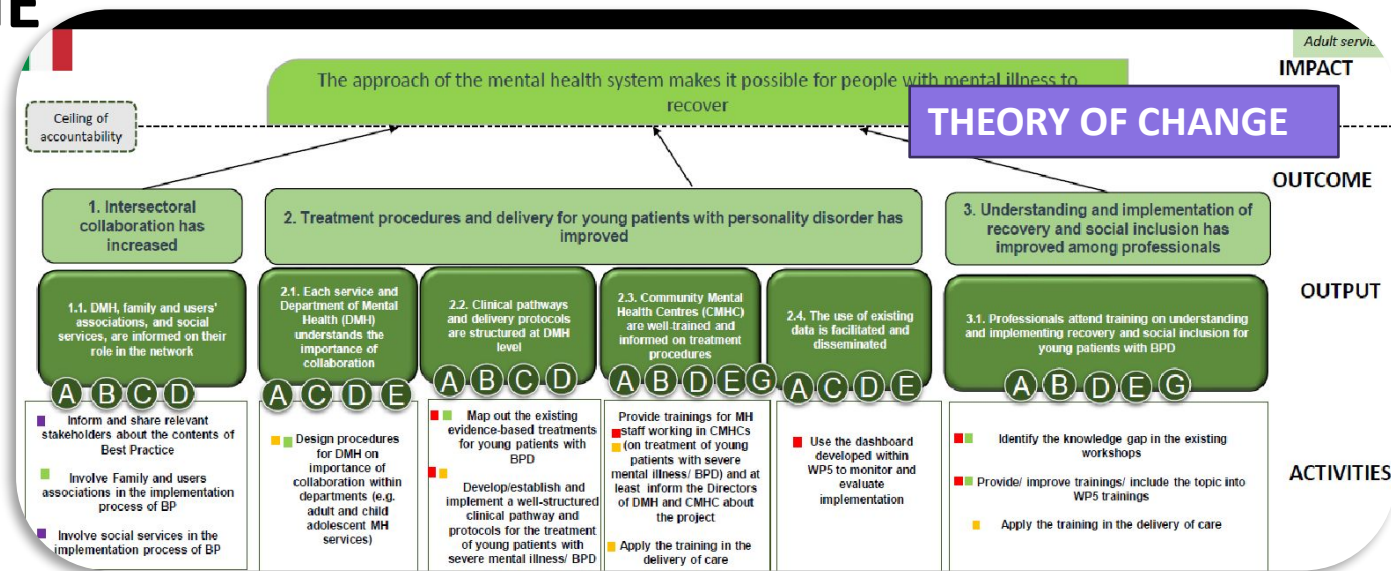 Adult servic
IMPACT
The approach of the mental health system makes it possible for people with mental illness to
recover
THEORY OF CHANGE
Ceiling of
accountability
OUTCOME
1. Intersectoral
collaboration has
increased
2. Treatment procedures and delivery for young patients with personality disorder has
improved
3. Understanding and implementation of
recovery and social inclusion has
improved among professionals
OUTPUT
1.1. DMH, family and users'
associations, and social
services, are informed on their
role in the network
A B C D
2.1. Each service and
Department of Mental
Health (DMH)
understands the
importance of
collaboration
A C D E
2.2. Clinical pathways
and delivery protocols
are structured at DMH
level
A B C D
2.3. Community Mental
Health Centres (CMHC)
are well-trained and
informed on treatment
procedures
A B D E G
2.4. The use of existing
data is facilitated and
disseminated
A C D E
3.1. Professionals attend training on understanding
and implementing recovery and social inclusion for
young patients with BPD
A B D E G
ACTIVITIES
Inform and share relevant
stakeholders about the contents of
Best Practice
Involve Family and users
associations in the implementation
process of BP
Involve social services in the
implementation process of BP
Design procedures
for DMH on
importance of
collaboration within
departments (e.g.
adult and child
adolescent MH
services)
Map out the existing
evidence-based treatments
for young patients with
BPD
Develop/establish and
implement a well-structured
clinical pathway and
protocols for the treatment
of young patients with
severe mental illness/ BPD
Provide trainings for MH
staff working in CMHCs
(on treatment of young
patients with severe
mental illness/ BPD) and at
least inform the Directors
of DMH and CMHC about
the project
Apply the training in the
delivery of care
Use the dashboard
developed within
WP5 to monitor and
evaluate
implementation
Identify the knowledge gap in the existing
workshops
Provide/ improve trainings/ include the topic into
WP5 trainings
Apply the training in the delivery of care